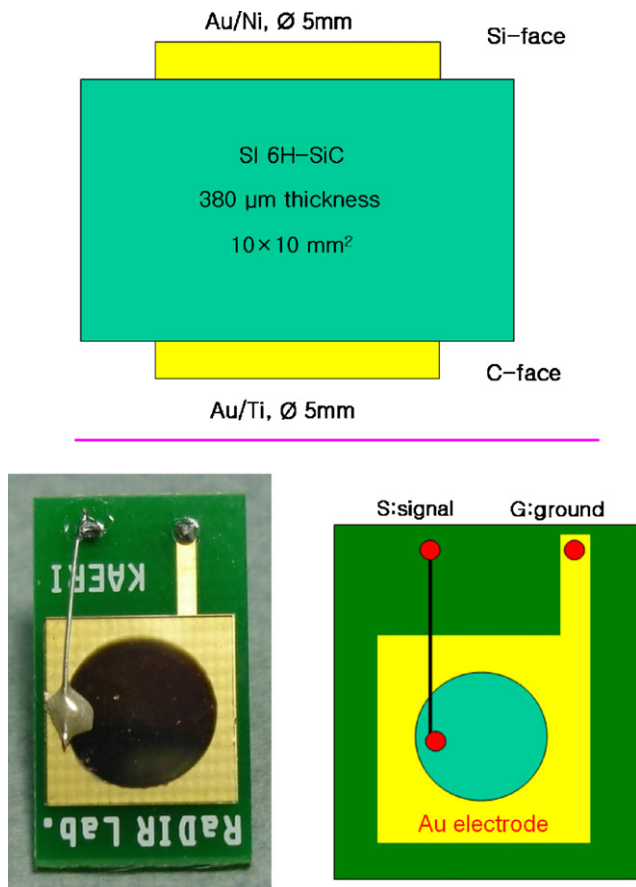 Au/Ni, Ø 5mm
Si-face
SI 6H-SiC
380 µm thickness
10×10 mm²
C-face
Au/Ti, Ø 5mm
KAERI
RaDIR Lab.
S:signal
G:ground
Au electrode